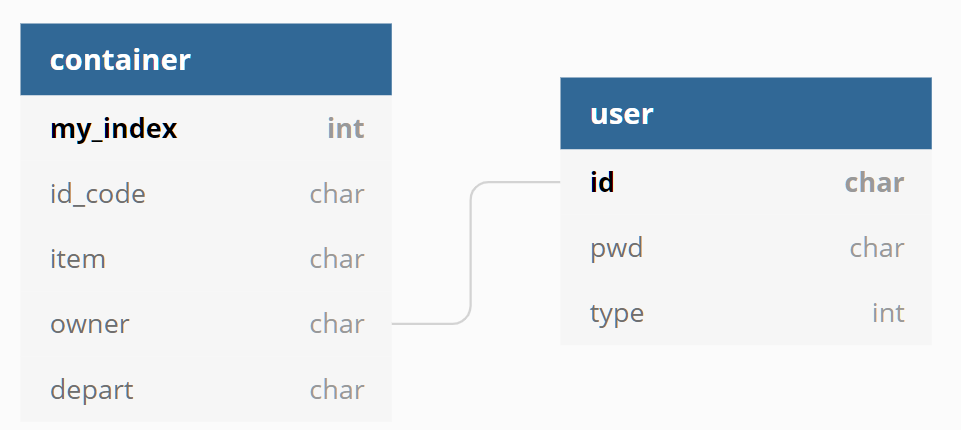 container
my_index int
id_code char
item char
owner char
depart char
user
id char
pwd char
type int